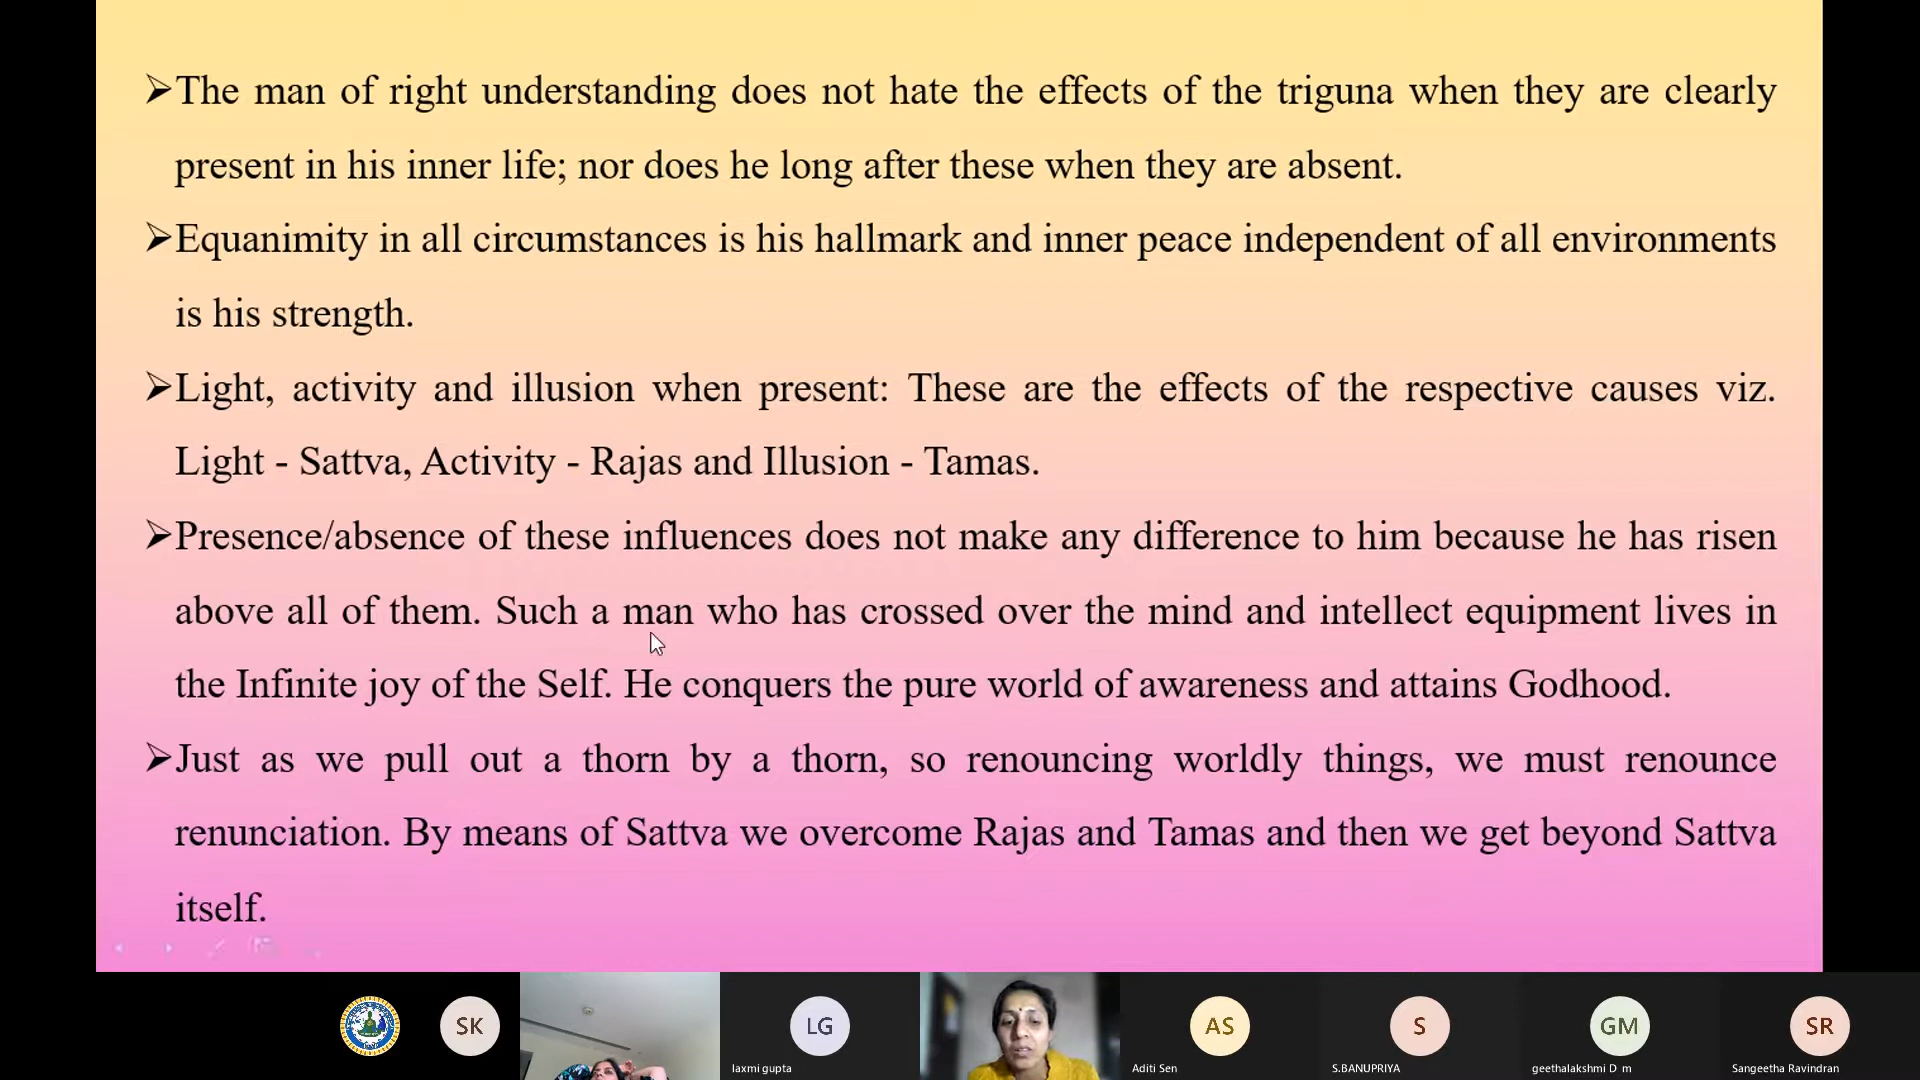 ➢The man of right understanding does not hate the effects of the triguna when they are clearly
present in his inner life; nor does he long after these when they are absent.
➢Equanimity in all circumstances is his hallmark and inner peace independent of all environments
is his strength.
➢Light, activity and illusion when present: These are the effects of the respective causes viz.
Light - Sattva, Activity - Rajas and Illusion - Tamas.
➢Presence/absence of these influences does not make any difference to him because he has risen
above all of them. Such a man who has crossed over the mind and intellect equipment lives in
the Infinite joy of the Self. He conquers the pure world of awareness and attains Godhood.
➢Just as we pull out a thorn by a thorn, so renouncing worldly things, we must renounce
renunciation. By means of Sattva we overcome Rajas and Tamas and then we get beyond Sattva
itself.
SK
LG
AS
S
GM
SR
laxmi gupta
Aditi Sen
S.BANUPRIYA
geethalakshmi D m
Sangeetha Ravindran